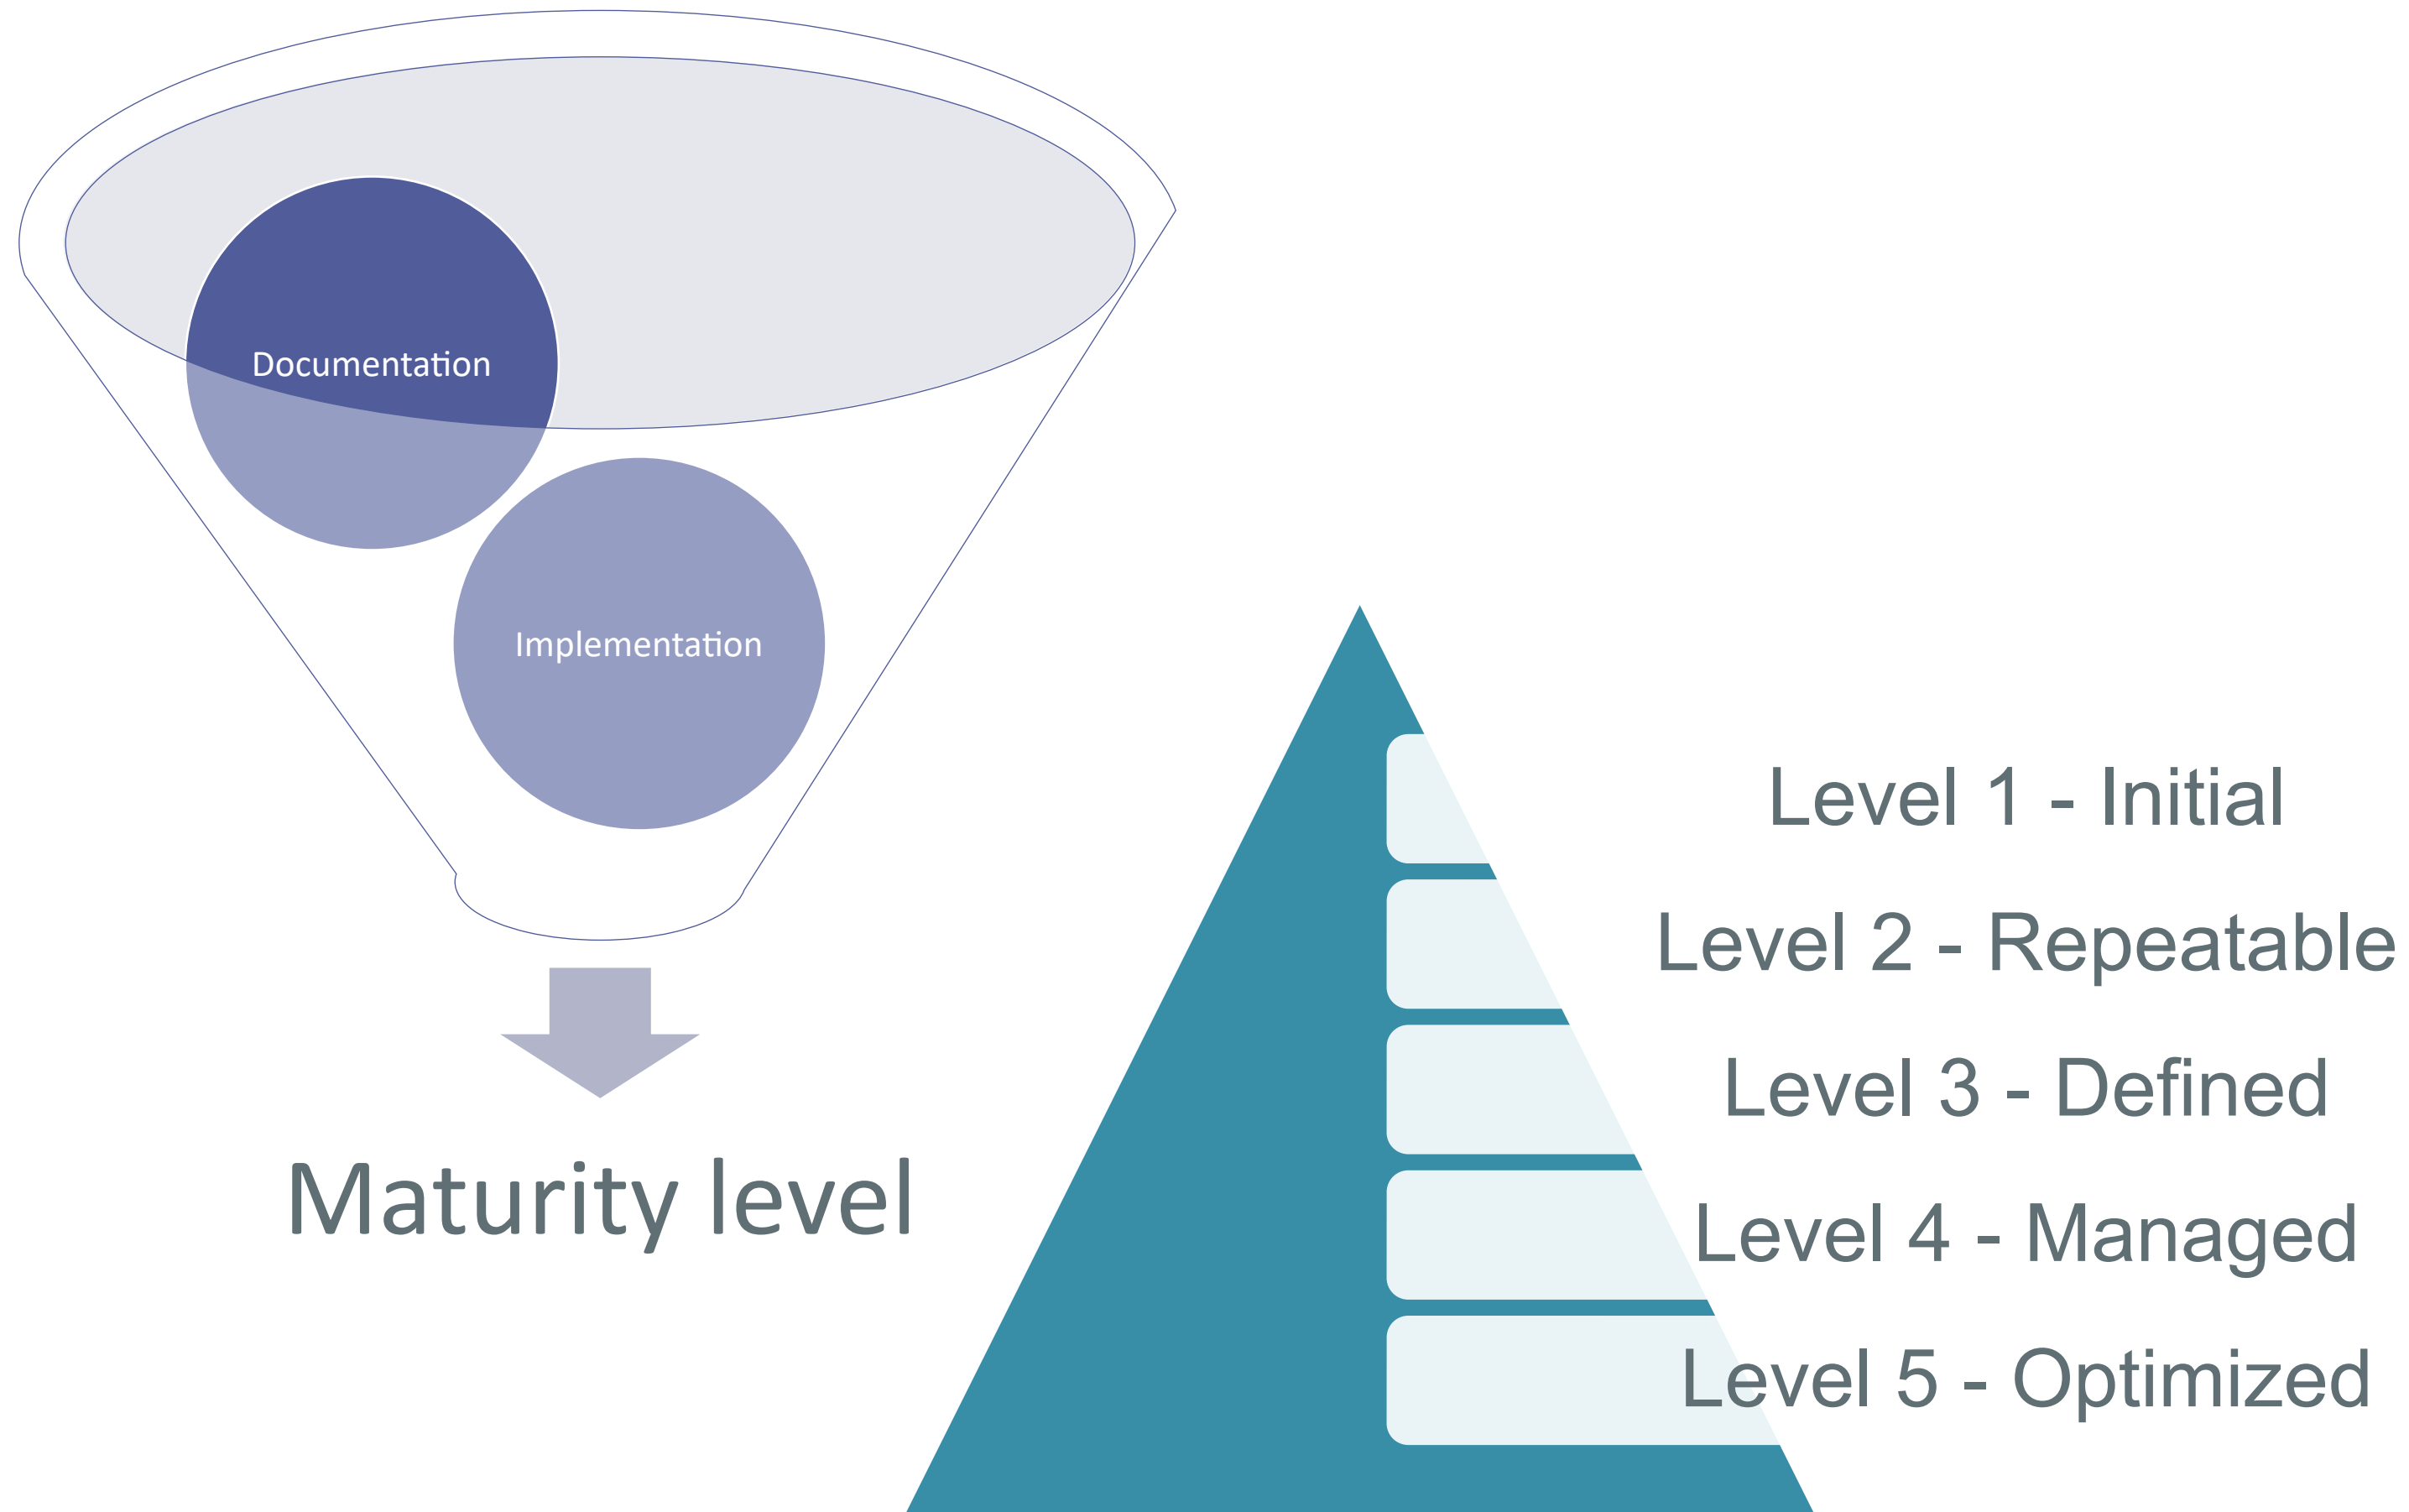 Documentation
Implementation
Maturity level
Level 1 - Initial
Level 2 - Repeatable
Level 3 - Defined
Level 4 - Managed
Level 5 - Optimized